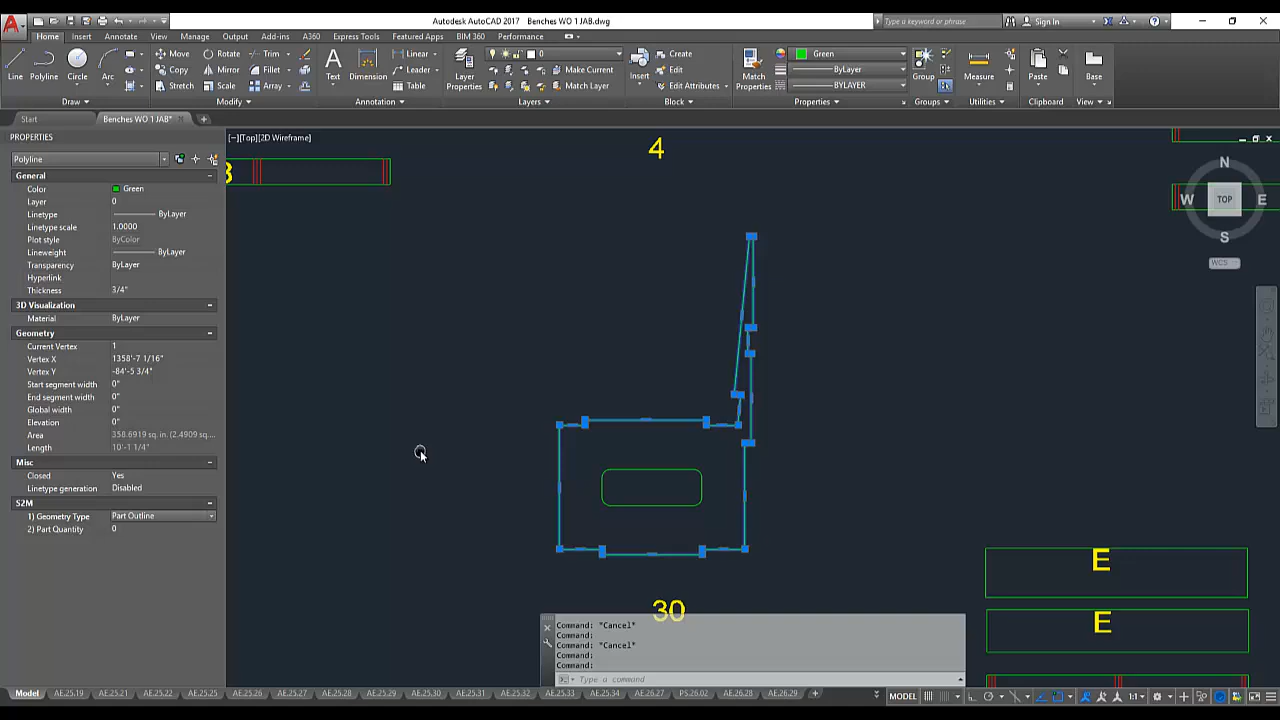 Autodesk AutoCAD 2017 Benches WO 1 JAB.dwg
Type a keyword or phrase
Sign In
Home Insert Annotate View Manage Output Add-ins A360 Express Tools Featured Apps BIM 360 Performance
Line Polyline Circle Arc
Move Rotate Trim
Copy Mirror Fillet
Stretch Scale Array
Text Dimension
Linear
Leader
Table
Layer Properties
0
Make Current
Match Layer
Insert
Create
Edit
Edit Attributes
Match Properties
Green
ByLayer
BYLAYER
Group
Measure
Paste
Base
Draw Modify Annotation Layers Block Properties Groups Utilities Clipboard View
Start Benches WO 1 JAB*
PROPERTIES
[−][Top][2D Wireframe]
Polyline
General
Color Green
Layer 0
Linetype ByLayer
Linetype scale 1.0000
Plot style ByColor
Lineweight ByLayer
Transparency ByLayer
Hyperlink
Thickness 3/4"
3D Visualization
Material ByLayer
Geometry
Current Vertex 1
Vertex X 1358'-7 1/16"
Vertex Y -84'-5 3/4"
Start segment width 0"
End segment width 0"
Global width 0"
Elevation 0"
Area 358.6919 sq. in. (2.4909 sq....
Length 10'-1 1/4"
Misc
Closed Yes
Linetype generation Disabled
S2M
1) Geometry Type Part Outline
2) Part Quantity 0
4
N
W TOP E
S
WCS
E
E
30
Command: *Cancel*
Command:
Command: *Cancel*
Command:
Command:
Type a command
Model AE.25.19 AE.25.21 AE.25.22 AE.25.25 AE.25.26 AE.25.27 AE.25.28 AE.25.29 AE.25.30 AE.25.31 AE.25.32 AE.25.33 AE.25.34 AE.26.27 PS.26.02 AE.26.28 AE.26.29
MODEL 1:1